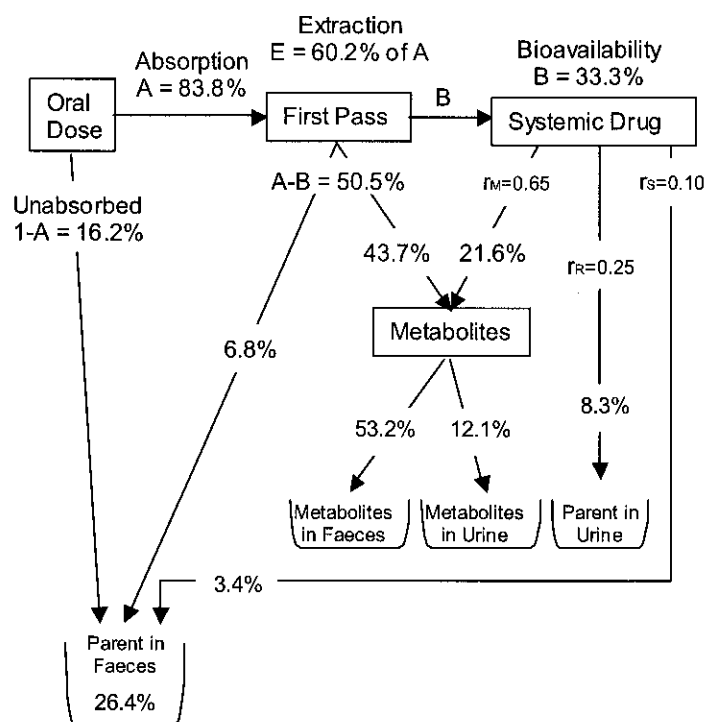 Extraction
E = 60.2% of A
Absorption
A = 83.8%
Bioavailability
B = 33.3%
Oral
Dose
First Pass
B
Systemic Drug
Unabsorbed
1-A = 16.2%
A-B = 50.5%
rM=0.65
rS=0.10
43.7%
21.6%
rR=0.25
Metabolites
6.8%
53.2%
12.1%
8.3%
Metabolites
in Faeces
Metabolites
in Urine
Parent in
Urine
3.4%
Parent in
Faeces
26.4%